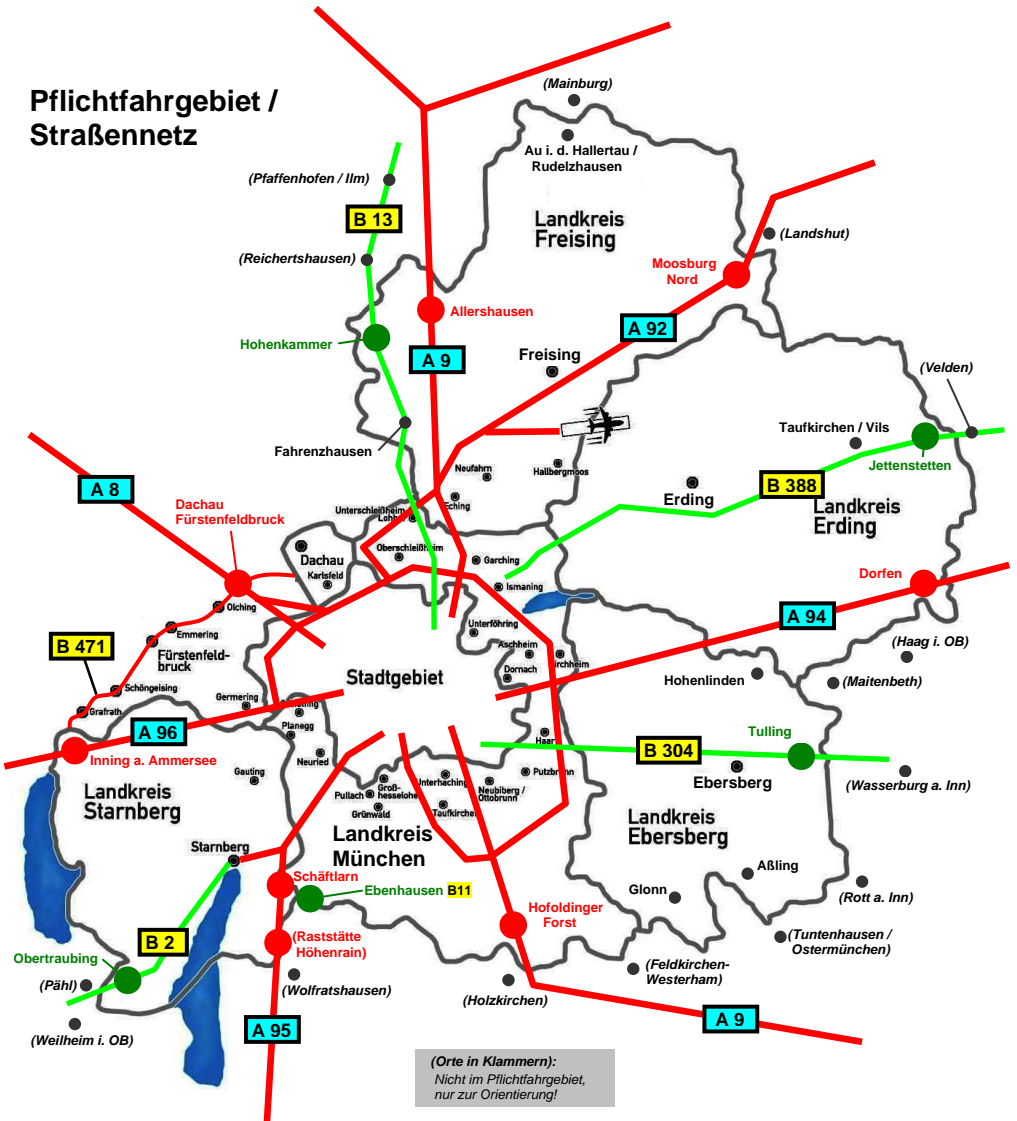 Pflichtfahrgebiet /
Straßennetz
(Mainburg)
Au i. d. Hallertau /
Rudelzhausen
(Pfaffenhofen / Ilm)
B 13
Landkreis
Freising
(Landshut)
(Reichertshausen)
Moosburg
Nord
Allershausen
A 92
Hohenkammer
A 9
Freising
(Velden)
Taufkirchen / Vils
Fahrenzhausen
Jettenstetten
Neufahrn
Hallbergmoos
A 8
B 388
Erding
Landkreis
Erding
Dachau
Fürstenfeldbruck
Eching
Unterschleißheim
Oberschleißheim
Dachau
Garching
Karlsfeld
Dorfen
Ismaning
Olching
A 94
Emmering
Unterföhring
B 471
Aschheim
(Haag i. OB)
Fürstenfeld-
bruck
Kirchheim
Dornach
Hohenlinden
(Maitenbeth)
Stadtgebiet
Schöngeising
Germering
Grafrath
A 96
Planegg
Haar
Tulling
B 304
Inning a. Ammersee
Neuried
Gauting
Putzbrunn
Ebersberg
(Wasserburg a. Inn)
Landkreis
Starnberg
Unterhaching
Groß-
hesselohe
Pullach
Neubiberg /
Ottobrunn
Grünwald
Taufkirchen
Landkreis
Ebersberg
Landkreis
München
Starnberg
Aßling
Schäftlarn
Ebenhausen B11
Glonn
(Rott a. Inn)
Hofoldinger
Forst
B 2
(Raststätte
Höhenrain)
(Tuntenhausen /
Ostermünchen)
Obertraubing
(Feldkirchen-
Westerham)
(Pähl)
(Wolfratshausen)
(Holzkirchen)
A 9
(Weilheim i. OB)
A 95
(Orte in Klammern):
Nicht im Pflichtfahrgebiet,
nur zur Orientierung!